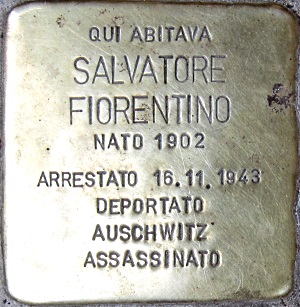 QUI ABITAVA
SALVATORE
FIORENTINO
NATO 1902
ARRESTATO 16.11.1943
DEPORTATO
AUSCHWITZ
ASSASSINATO